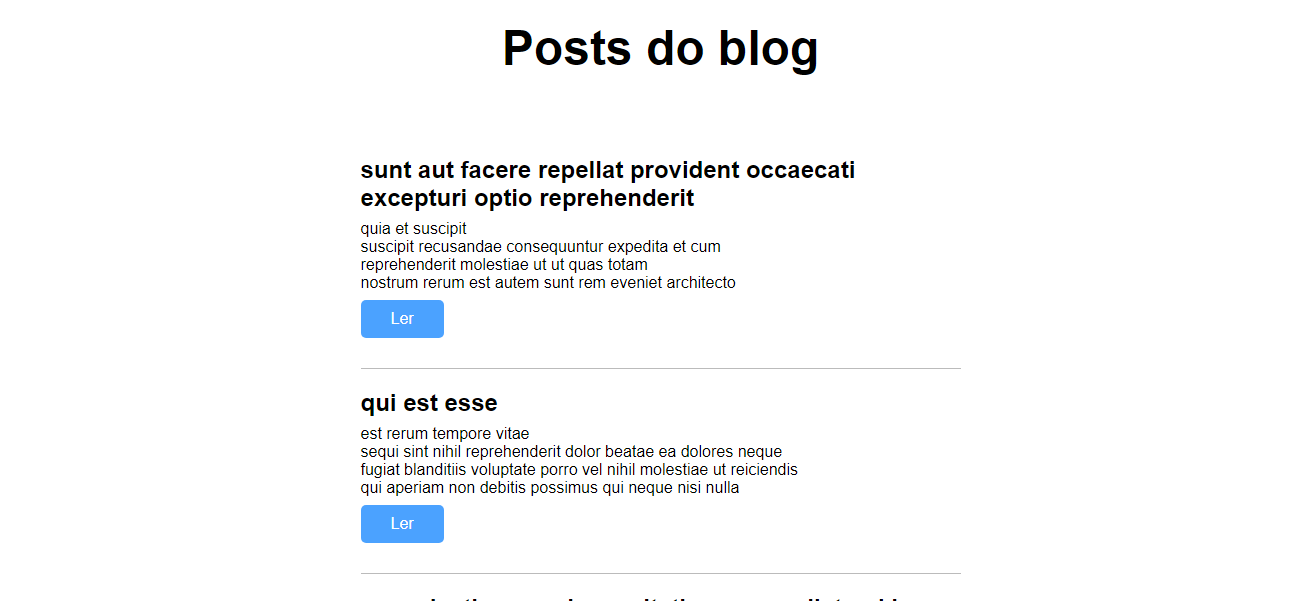 Posts do blog
sunt aut facere repellat provident occaecati
excepturi optio reprehenderit
quia et suscipit
suscipit recusandae consequuntur expedita et cum
reprehenderit molestiae ut ut quas totam
nostrum rerum est autem sunt rem eveniet architecto
Ler
qui est esse
est rerum tempore vitae
sequi sint nihil reprehenderit dolor beatae ea dolores neque
fugiat blanditiis voluptate porro vel nihil molestiae ut reiciendis
qui aperiam non debitis possimus qui neque nisi nulla
Ler